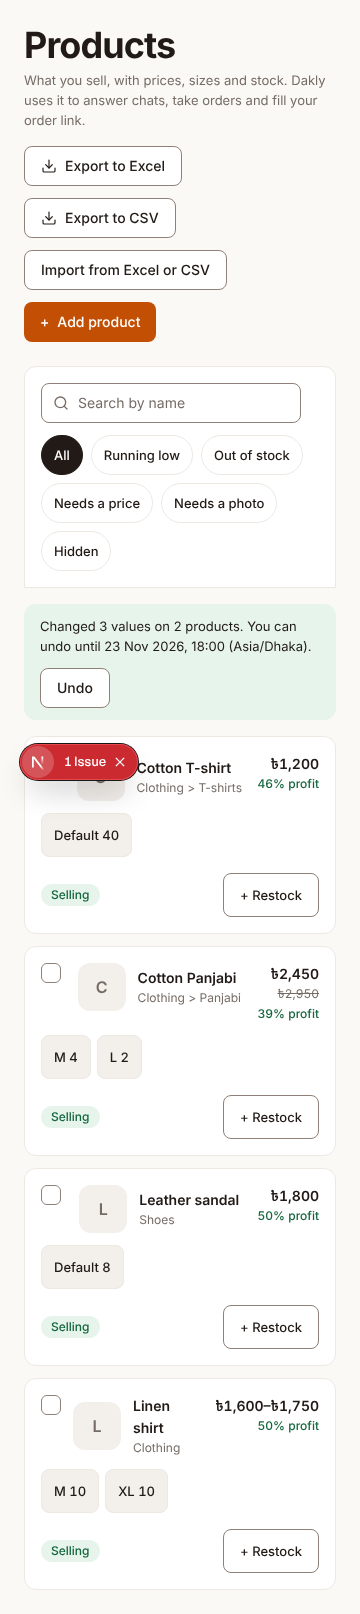 Products
What you sell, with prices, sizes and stock. Dakly
uses it to answer chats, take orders and fill your
order link.
Export to Excel
Export to CSV
Import from Excel or CSV
+ Add product
Search by name
All
Running low
Out of stock
Needs a price
Needs a photo
Hidden
Changed 3 values on 2 products. You can
undo until 23 Nov 2026, 18:00 (Asia/Dhaka).
Undo
N 1 Issue ×
Cotton T-shirt
৳1,200
Clothing > T-shirts
46% profit
Default 40
Selling
+ Restock
C
Cotton Panjabi
৳2,450
Clothing > Panjabi
৳2,950
39% profit
M 4
L 2
Selling
+ Restock
L
Leather sandal
৳1,800
Shoes
50% profit
Default 8
Selling
+ Restock
L
Linen
shirt
৳1,600–৳1,750
Clothing
50% profit
M 10
XL 10
Selling
+ Restock